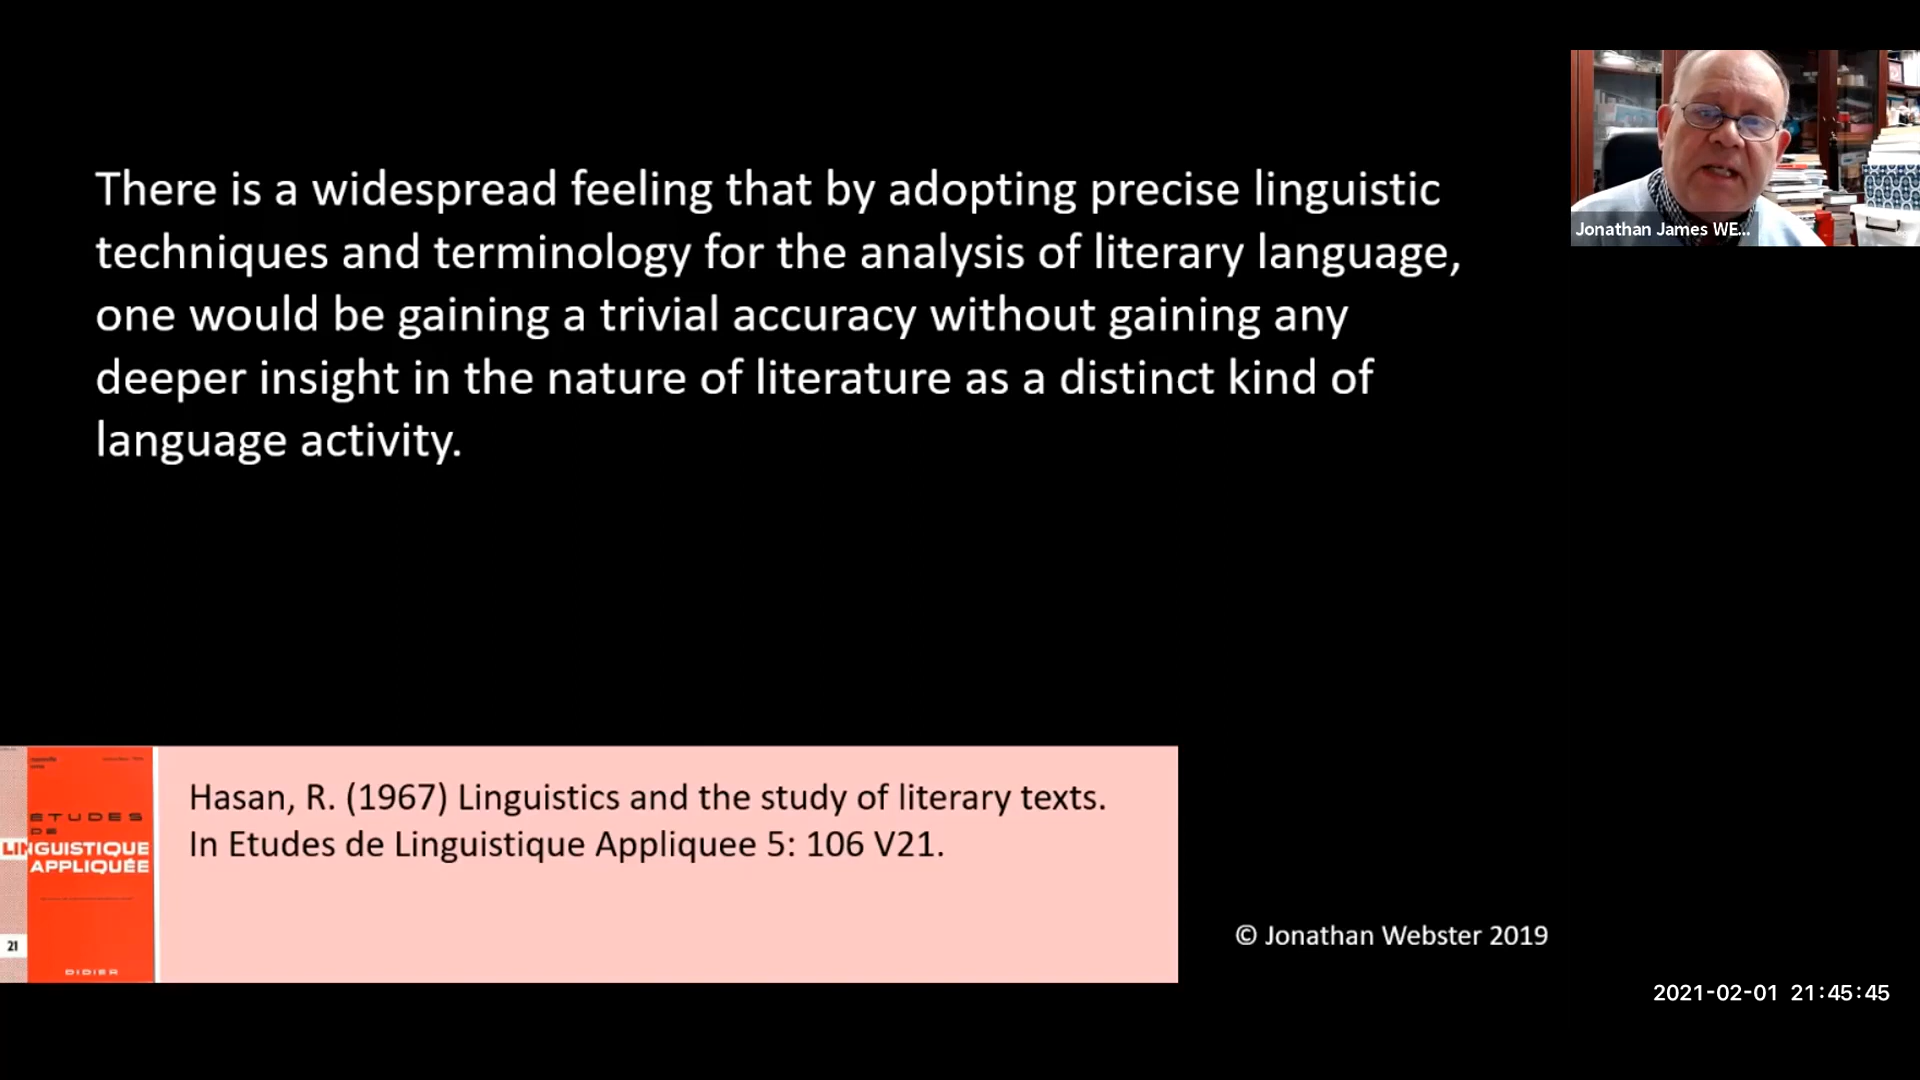 There is a widespread feeling that by adopting precise linguistic
techniques and terminology for the analysis of literary language,
one would be gaining a trivial accuracy without gaining any
deeper insight in the nature of literature as a distinct kind of
language activity.
Jonathan James WE...
ETUDES
DE
LINGUISTIQUE
APPLIQUÉE
21
DIDIER
Hasan, R. (1967) Linguistics and the study of literary texts.
In Etudes de Linguistique Appliquee 5: 106 V21.
© Jonathan Webster 2019
2021-02-01 21:45:45